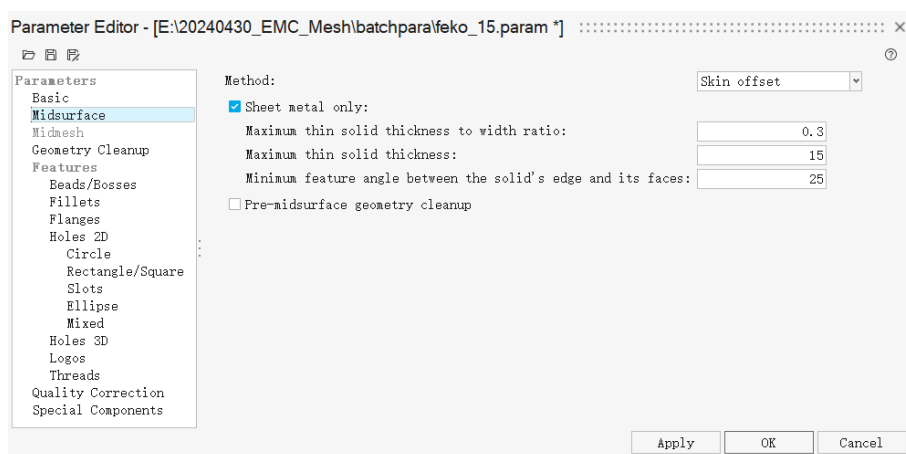 Parameter Editor - [E:\20240430_EMC_Mesh\batchpara\feko_15.param *]
Parameters
Basic
Midsurface
Midmesh
Geometry Cleanup
Features
Beads/Bosses
Fillets
Flanges
Holes 2D
Circle
Rectangle/Square
Slots
Ellipse
Mixed
Holes 3D
Logos
Threads
Quality Correction
Special Components
Method: Skin offset
Sheet metal only:
Maximum thin solid thickness to width ratio: 0.3
Maximum thin solid thickness: 15
Minimum feature angle between the solid's edge and its faces: 25
Pre-midsurface geometry cleanup
Apply OK Cancel